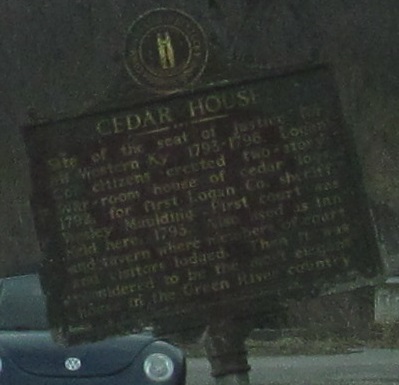 CEDAR HOUSE
Site of the seat of justice for
all Western Ky. 1793-1796. Logan
Co. citizens erected two-story
room house of cedar logs
1792, for first Logan Co. sheriff,
Wesley Maulding. First court was
held here, 1793. Also used as inn
and tavern where members of court
and visitors lodged. Then it was
considered to be the most elegant
house in the Green River country.